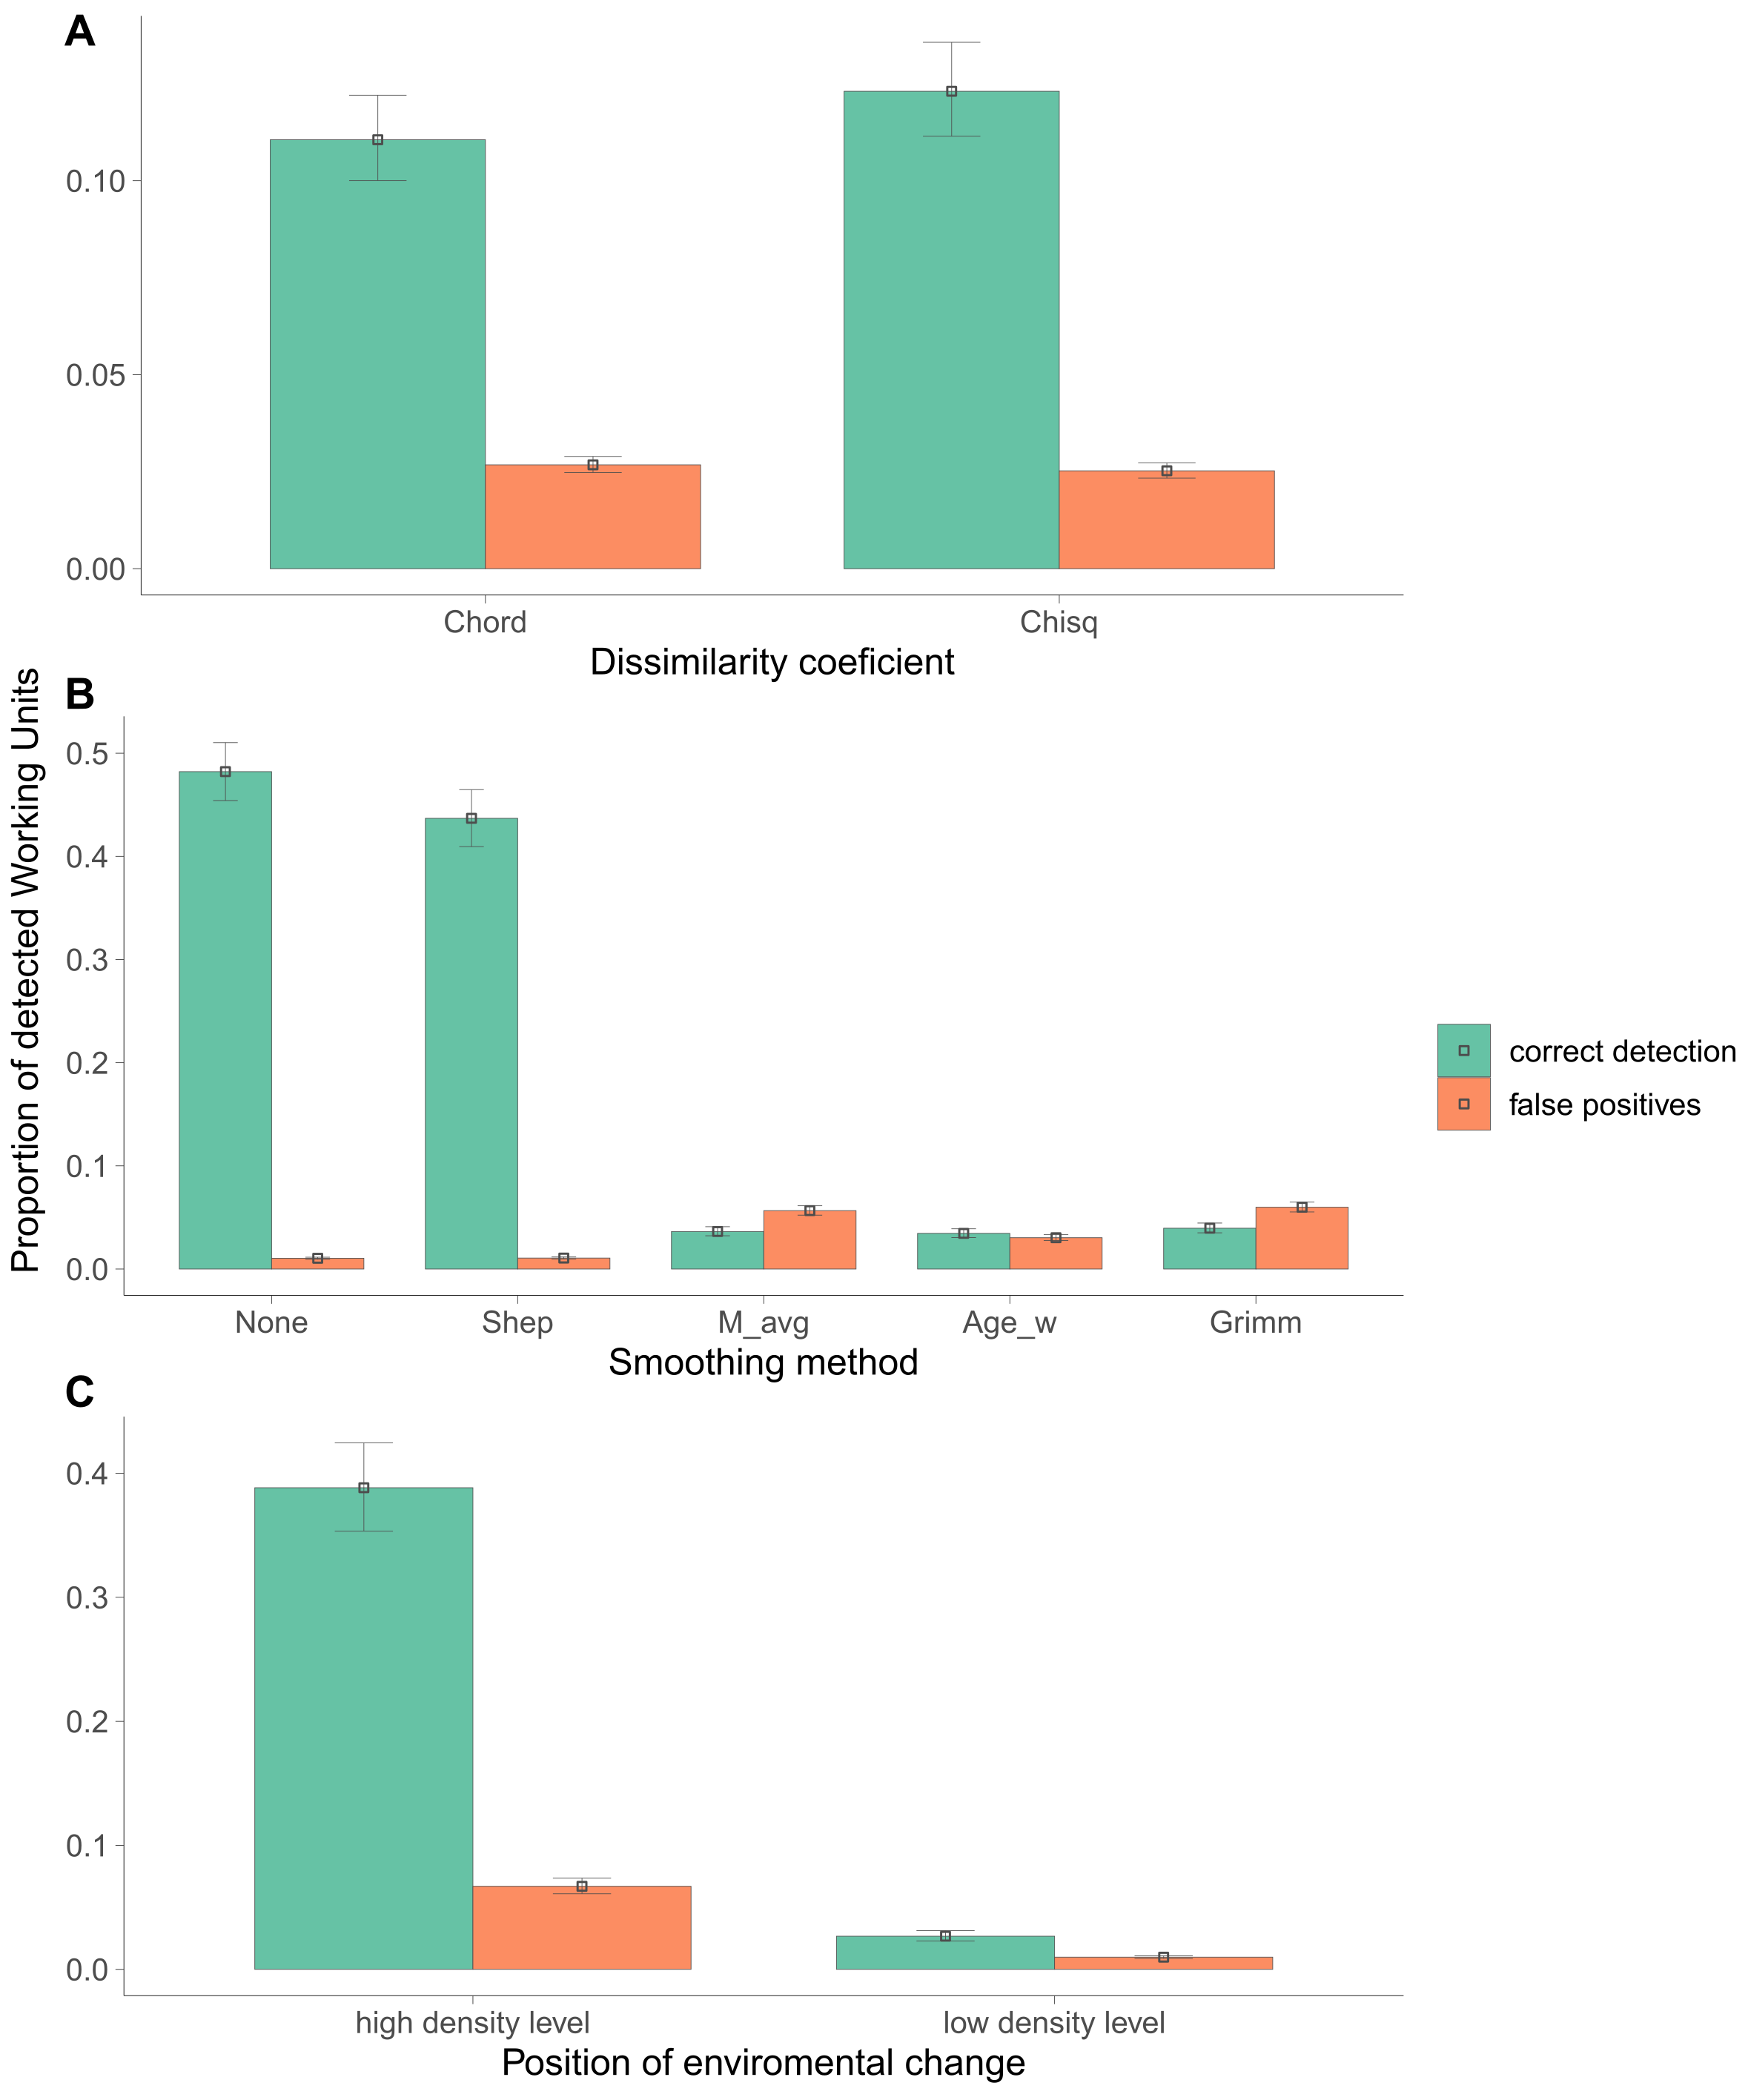 A
0.10
0.05
0.00
Chord
Chisq
Dissimilarity coeficient
Proportion of detected Working Units
B
0.5
0.4
0.3
0.2
0.1
0.0
None
Shep
M_avg
Age_w
Grimm
Smoothing method
correct detection
false positives
C
0.4
0.3
0.2
0.1
0.0
high density level
low density level
Position of enviromental change